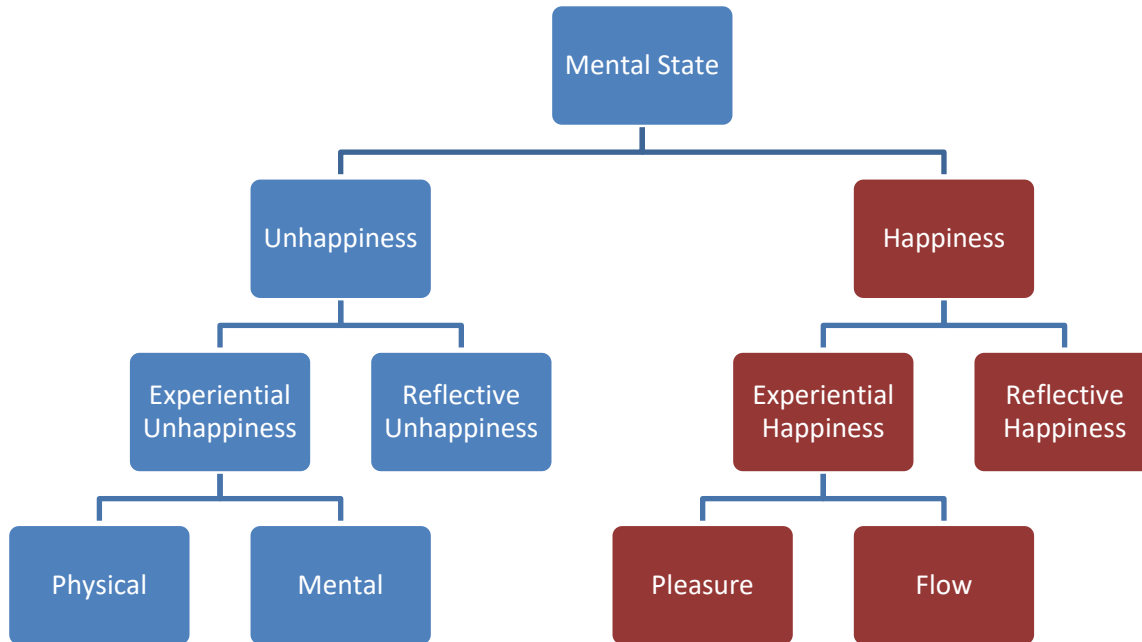 Mental State
Unhappiness
Happiness
Experiential
Unhappiness
Reflective
Unhappiness
Experiential
Happiness
Reflective
Happiness
Physical
Mental
Pleasure
Flow